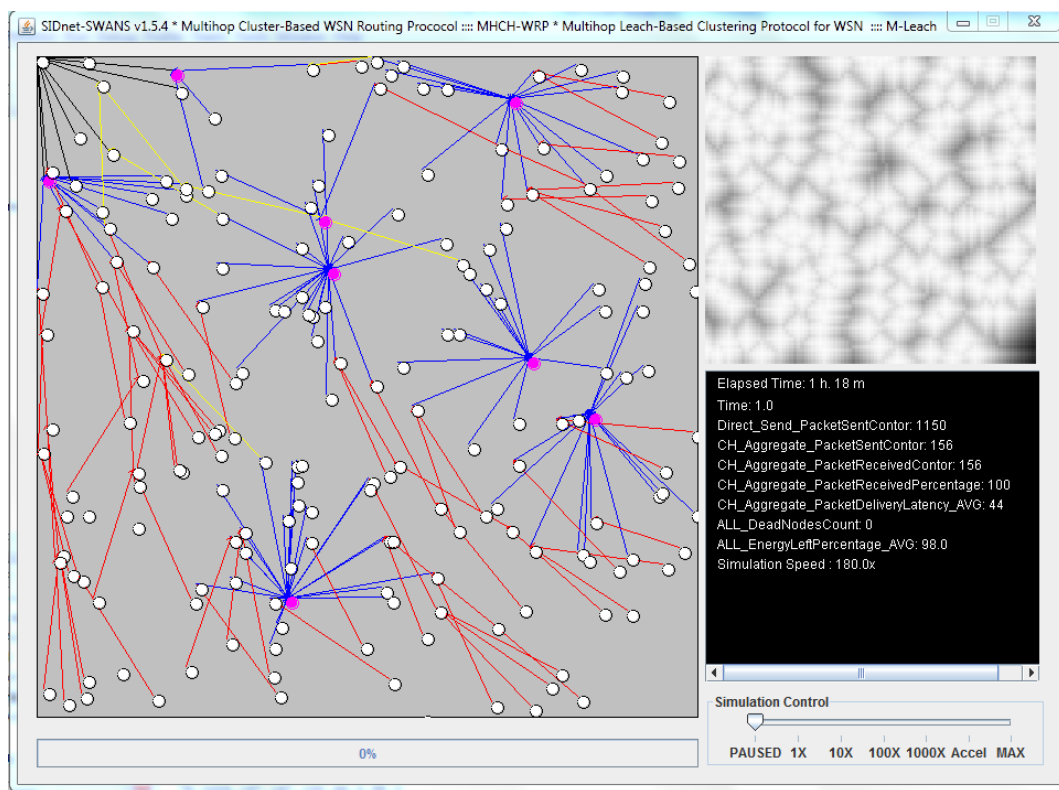 SIDnet-SWANS v1.5.4 * Multihop Cluster-Based WSN Routing Prococol :::: MHCH-WRP * Multihop Leach-Based Clustering Protocol for WSN :::: M-Leach
Elapsed Time: 1 h. 18 m
Time: 1.0
Direct_Send_PacketSentContor: 1150
CH_Aggregate_PacketSentContor: 156
CH_Aggregate_PacketReceivedContor: 156
CH_Aggregate_PacketReceivedPercentage: 100
CH_Aggregate_PacketDeliveryLatency_AVG: 44
ALL_DeadNodesCount: 0
ALL_EnergyLeftPercentage_AVG: 98.0
Simulation Speed : 180.0x
Simulation Control
PAUSED 1X 10X 100X 1000X Accel MAX
0%